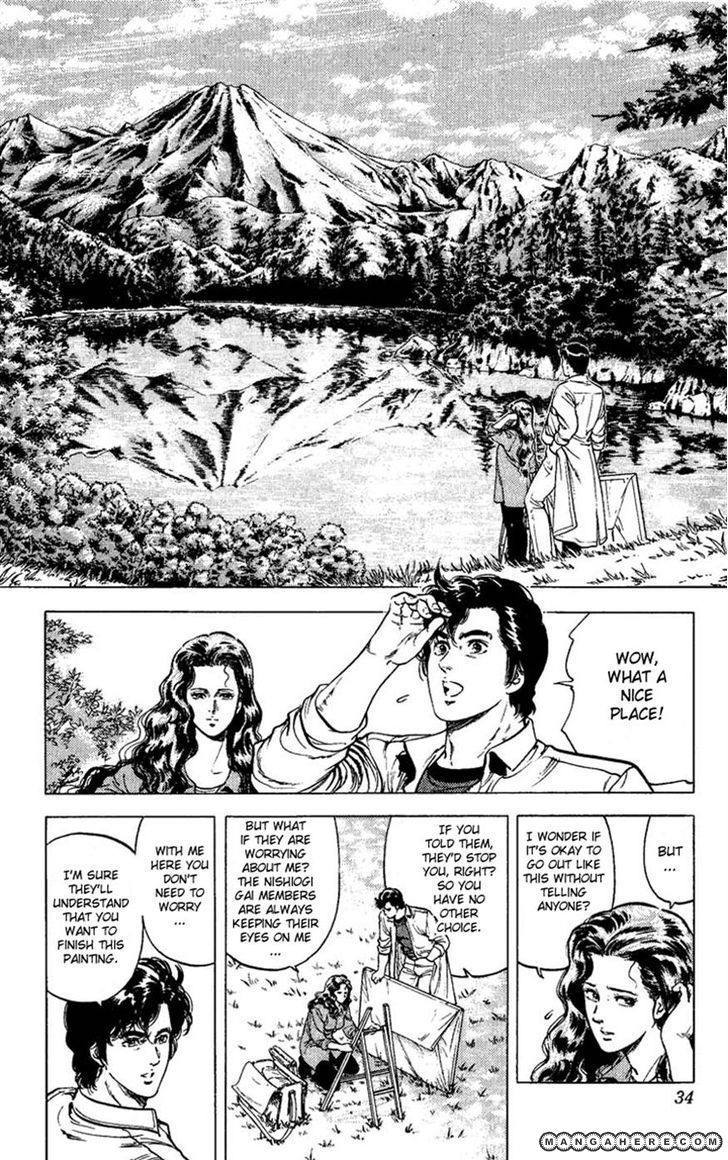 WOW,
WHAT A
NICE
PLACE!
BUT
...
I WONDER IF
IT'S OKAY TO
GO OUT LIKE
THIS WITHOUT
TELLING
ANYONE?
IF YOU
TOLD THEM,
THEY'D STOP
YOU, RIGHT?
SO YOU
HAVE NO
OTHER
CHOICE.
BUT WHAT
IF THEY ARE
WORRYING
ABOUT ME?
THE NISHIOGI
GAI MEMBERS
ARE ALWAYS
KEEPING THEIR
EYES ON ME
...
WITH ME
HERE YOU
DON'T
NEED TO
WORRY
...
I'M SURE
THEY'LL
UNDERSTAND
THAT YOU
WANT TO
FINISH THIS
PAINTING.
34
MANGAHERE.COM